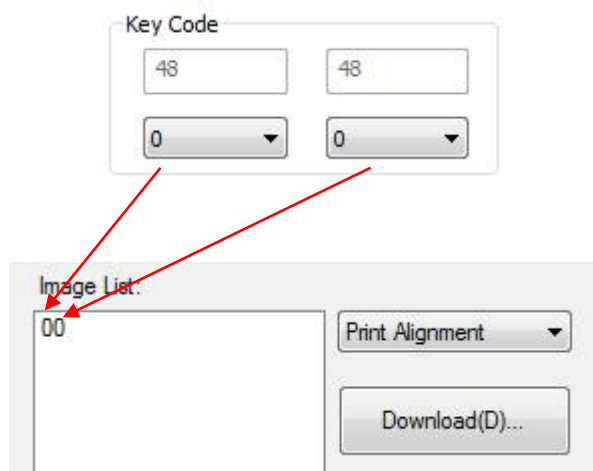 Key Code
48 48
0 0
Image List:
00
Print Alignment
Download(D)...